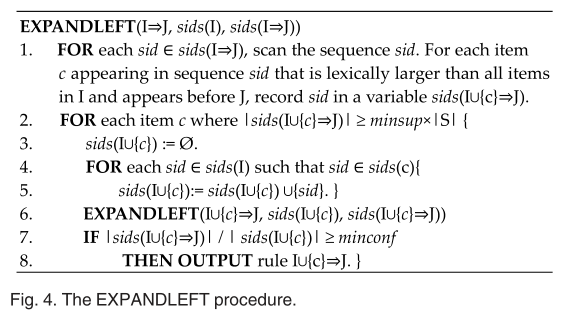 EXPANDLEFT(I⇒J, sids(I), sids(I⇒J))
1. FOR each sid ∈ sids(I⇒J), scan the sequence sid. For each item
c appearing in sequence sid that is lexically larger than all items
in I and appears before J, record sid in a variable sids(I∪{c}⇒J).
2. FOR each item c where |sids(I∪{c}⇒J)| ≥ minsup×|S| {
3. sids(I∪{c}) := Ø.
4. FOR each sid ∈ sids(I) such that sid ∈ sids(c){
5. sids(I∪{c}):= sids(I∪{c}) ∪{sid}. }
6. EXPANDLEFT(I∪{c}⇒J, sids(I∪{c}), sids(I∪{c}⇒J))
7. IF |sids(I∪{c}⇒J)| / | sids(I∪{c})| ≥ minconf
8. THEN OUTPUT rule I∪{c}⇒J. }
Fig. 4. The EXPANDLEFT procedure.